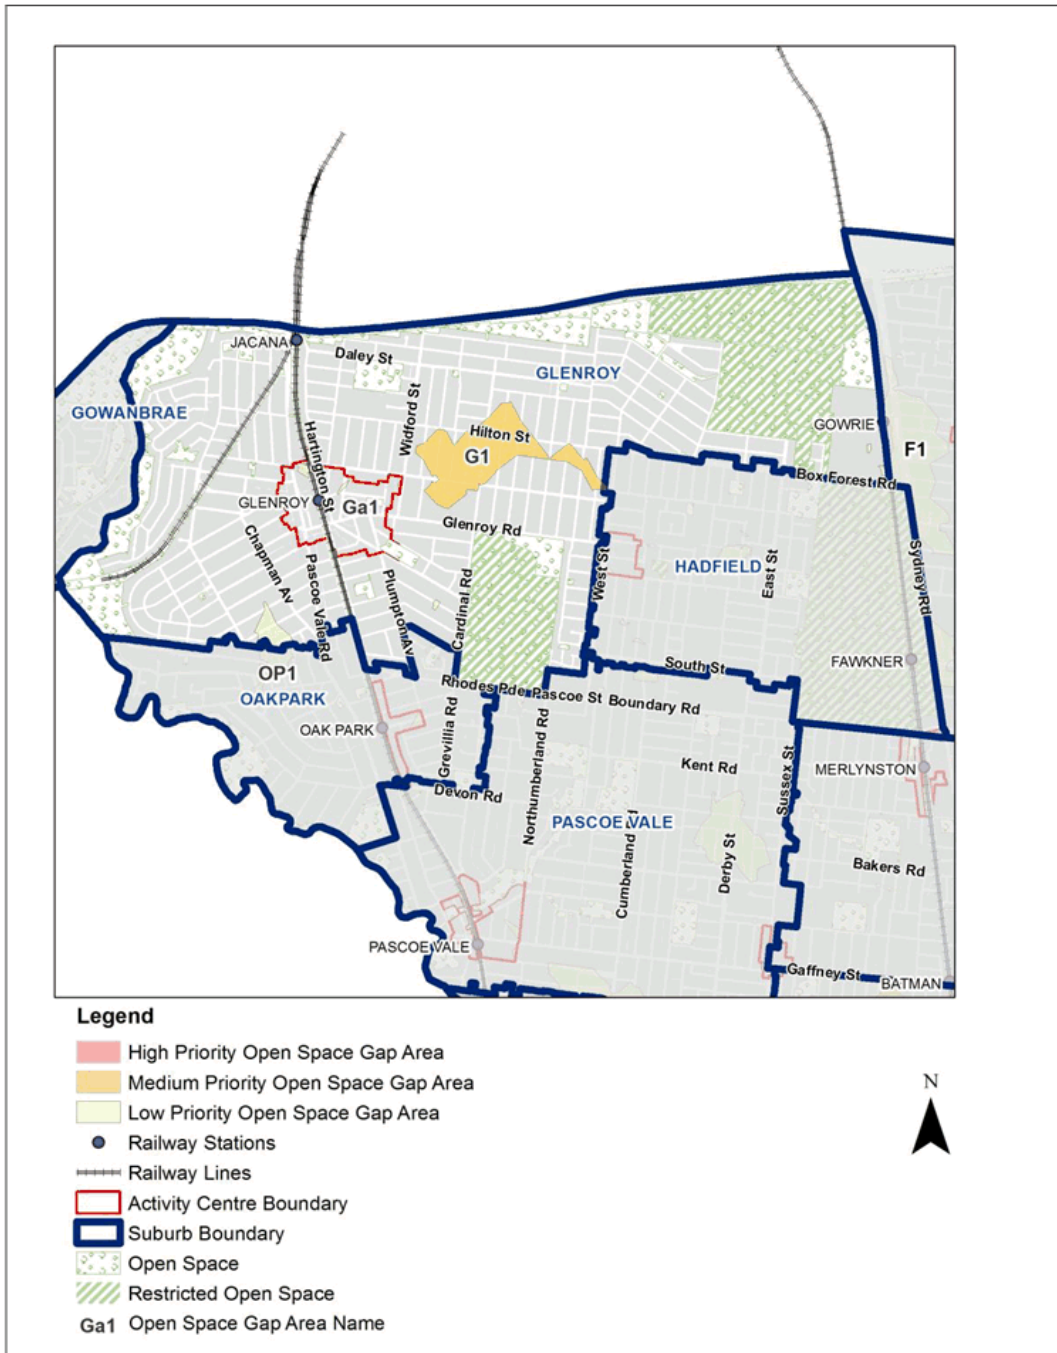 JACANA
Daley St
GLENROY
GOWANBRAE
Widford St
Hartington St
Hilton St
G1
GOWRIE
F1
Box Forest Rd
GLENROY
Ga1
Glenroy Rd
Chapman Av
Pascoe Vale Rd
Plumpton Av
Cardinal Rd
West St
HADFIELD
East St
Sydney Rd
South St
FAWKNER
OP1
OAKPARK
Rhodes Pde
Pascoe St
Boundary Rd
OAK PARK
Grevillia Rd
Northumberland Rd
Kent Rd
Sussex St
MERLYNSTON
Devon Rd
PASCOE VALE
Cumberland
Derby St
Bakers Rd
PASCOE VALE
Gaffney St
BATMAN
Legend
High Priority Open Space Gap Area
Medium Priority Open Space Gap Area
Low Priority Open Space Gap Area
Railway Stations
Railway Lines
Activity Centre Boundary
Suburb Boundary
Open Space
Restricted Open Space
Ga1 Open Space Gap Area Name
N